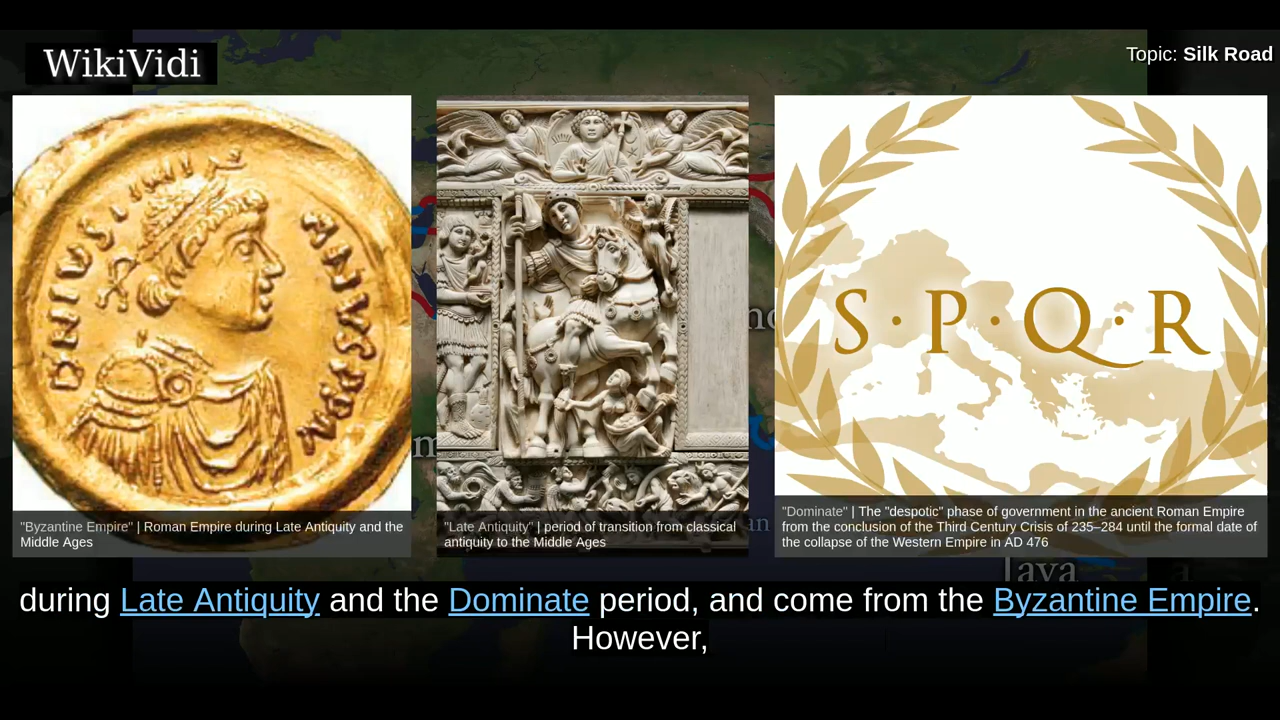 WikiVidi
Topic: Silk Road
DNIVSTINI
ANVSPPA
S·P·Q·R
"Byzantine Empire" | Roman Empire during Late Antiquity and the
Middle Ages
"Late Antiquity" | period of transition from classical
antiquity to the Middle Ages
"Dominate" | The "despotic" phase of government in the ancient Roman Empire
from the conclusion of the Third Century Crisis of 235–284 until the formal date of
the collapse of the Western Empire in AD 476
Java
during Late Antiquity and the Dominate period, and come from the Byzantine Empire.
However,